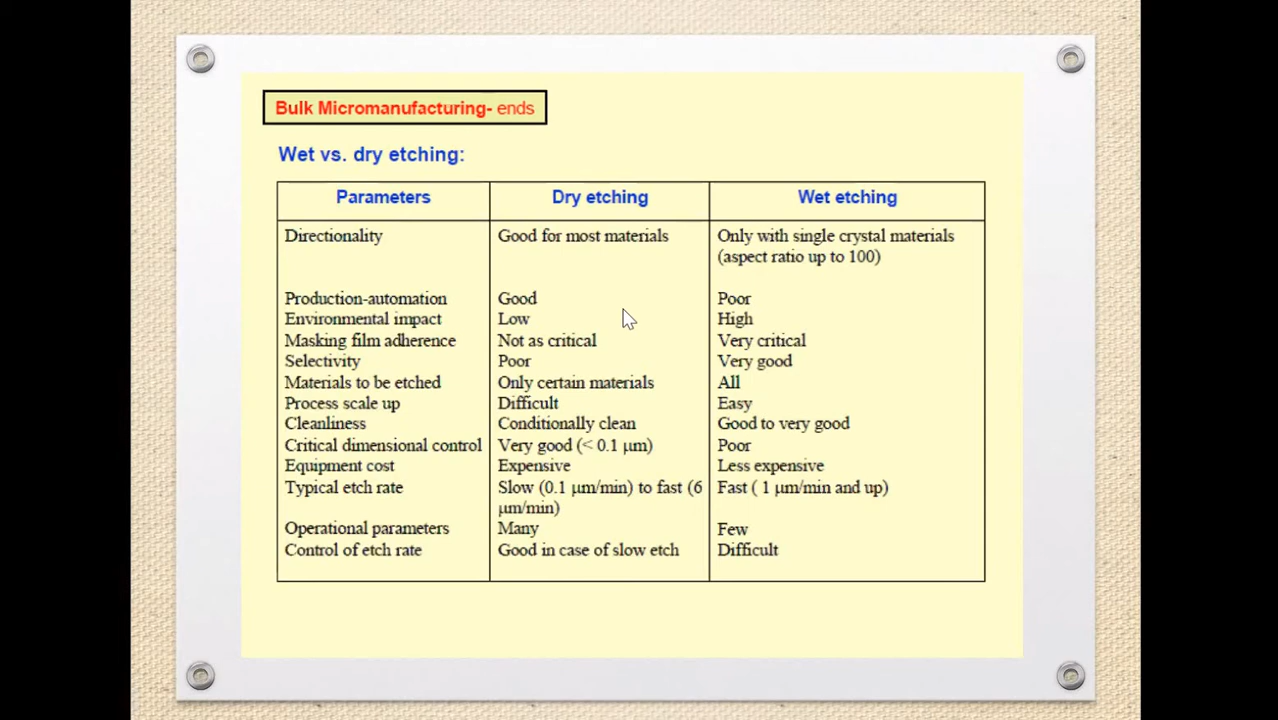 Bulk Micromanufacturing- ends
Wet vs. dry etching:
Parameters Dry etching Wet etching
Directionality Good for most materials Only with single crystal materials
(aspect ratio up to 100)
Production-automation Good Poor
Environmental impact Low High
Masking film adherence Not as critical Very critical
Selectivity Poor Very good
Materials to be etched Only certain materials All
Process scale up Difficult Easy
Cleanliness Conditionally clean Good to very good
Critical dimensional control Very good (< 0.1 µm) Poor
Equipment cost Expensive Less expensive
Typical etch rate Slow (0.1 µm/min) to fast (6 Fast ( 1 µm/min and up)
µm/min)
Operational parameters Many Few
Control of etch rate Good in case of slow etch Difficult